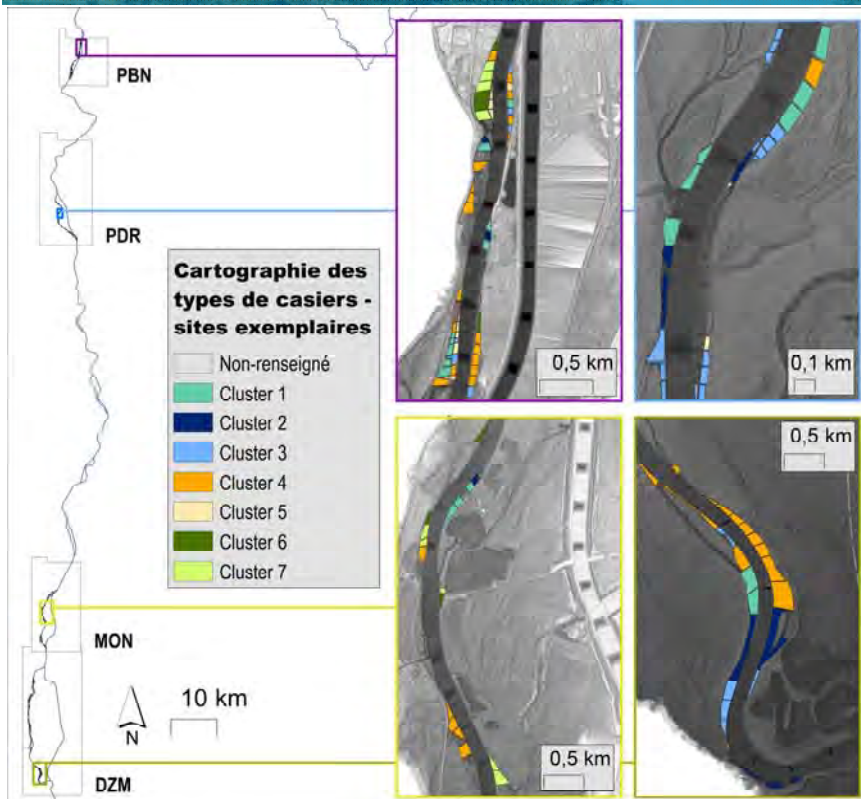 PBN
PDR
Cartographie des
types de casiers -
sites exemplaires
Non-renseigné
Cluster 1
Cluster 2
Cluster 3
Cluster 4
Cluster 5
Cluster 6
Cluster 7
0,5 km
0,1 km
0,5 km
0,5 km
MON
10 km
N
DZM